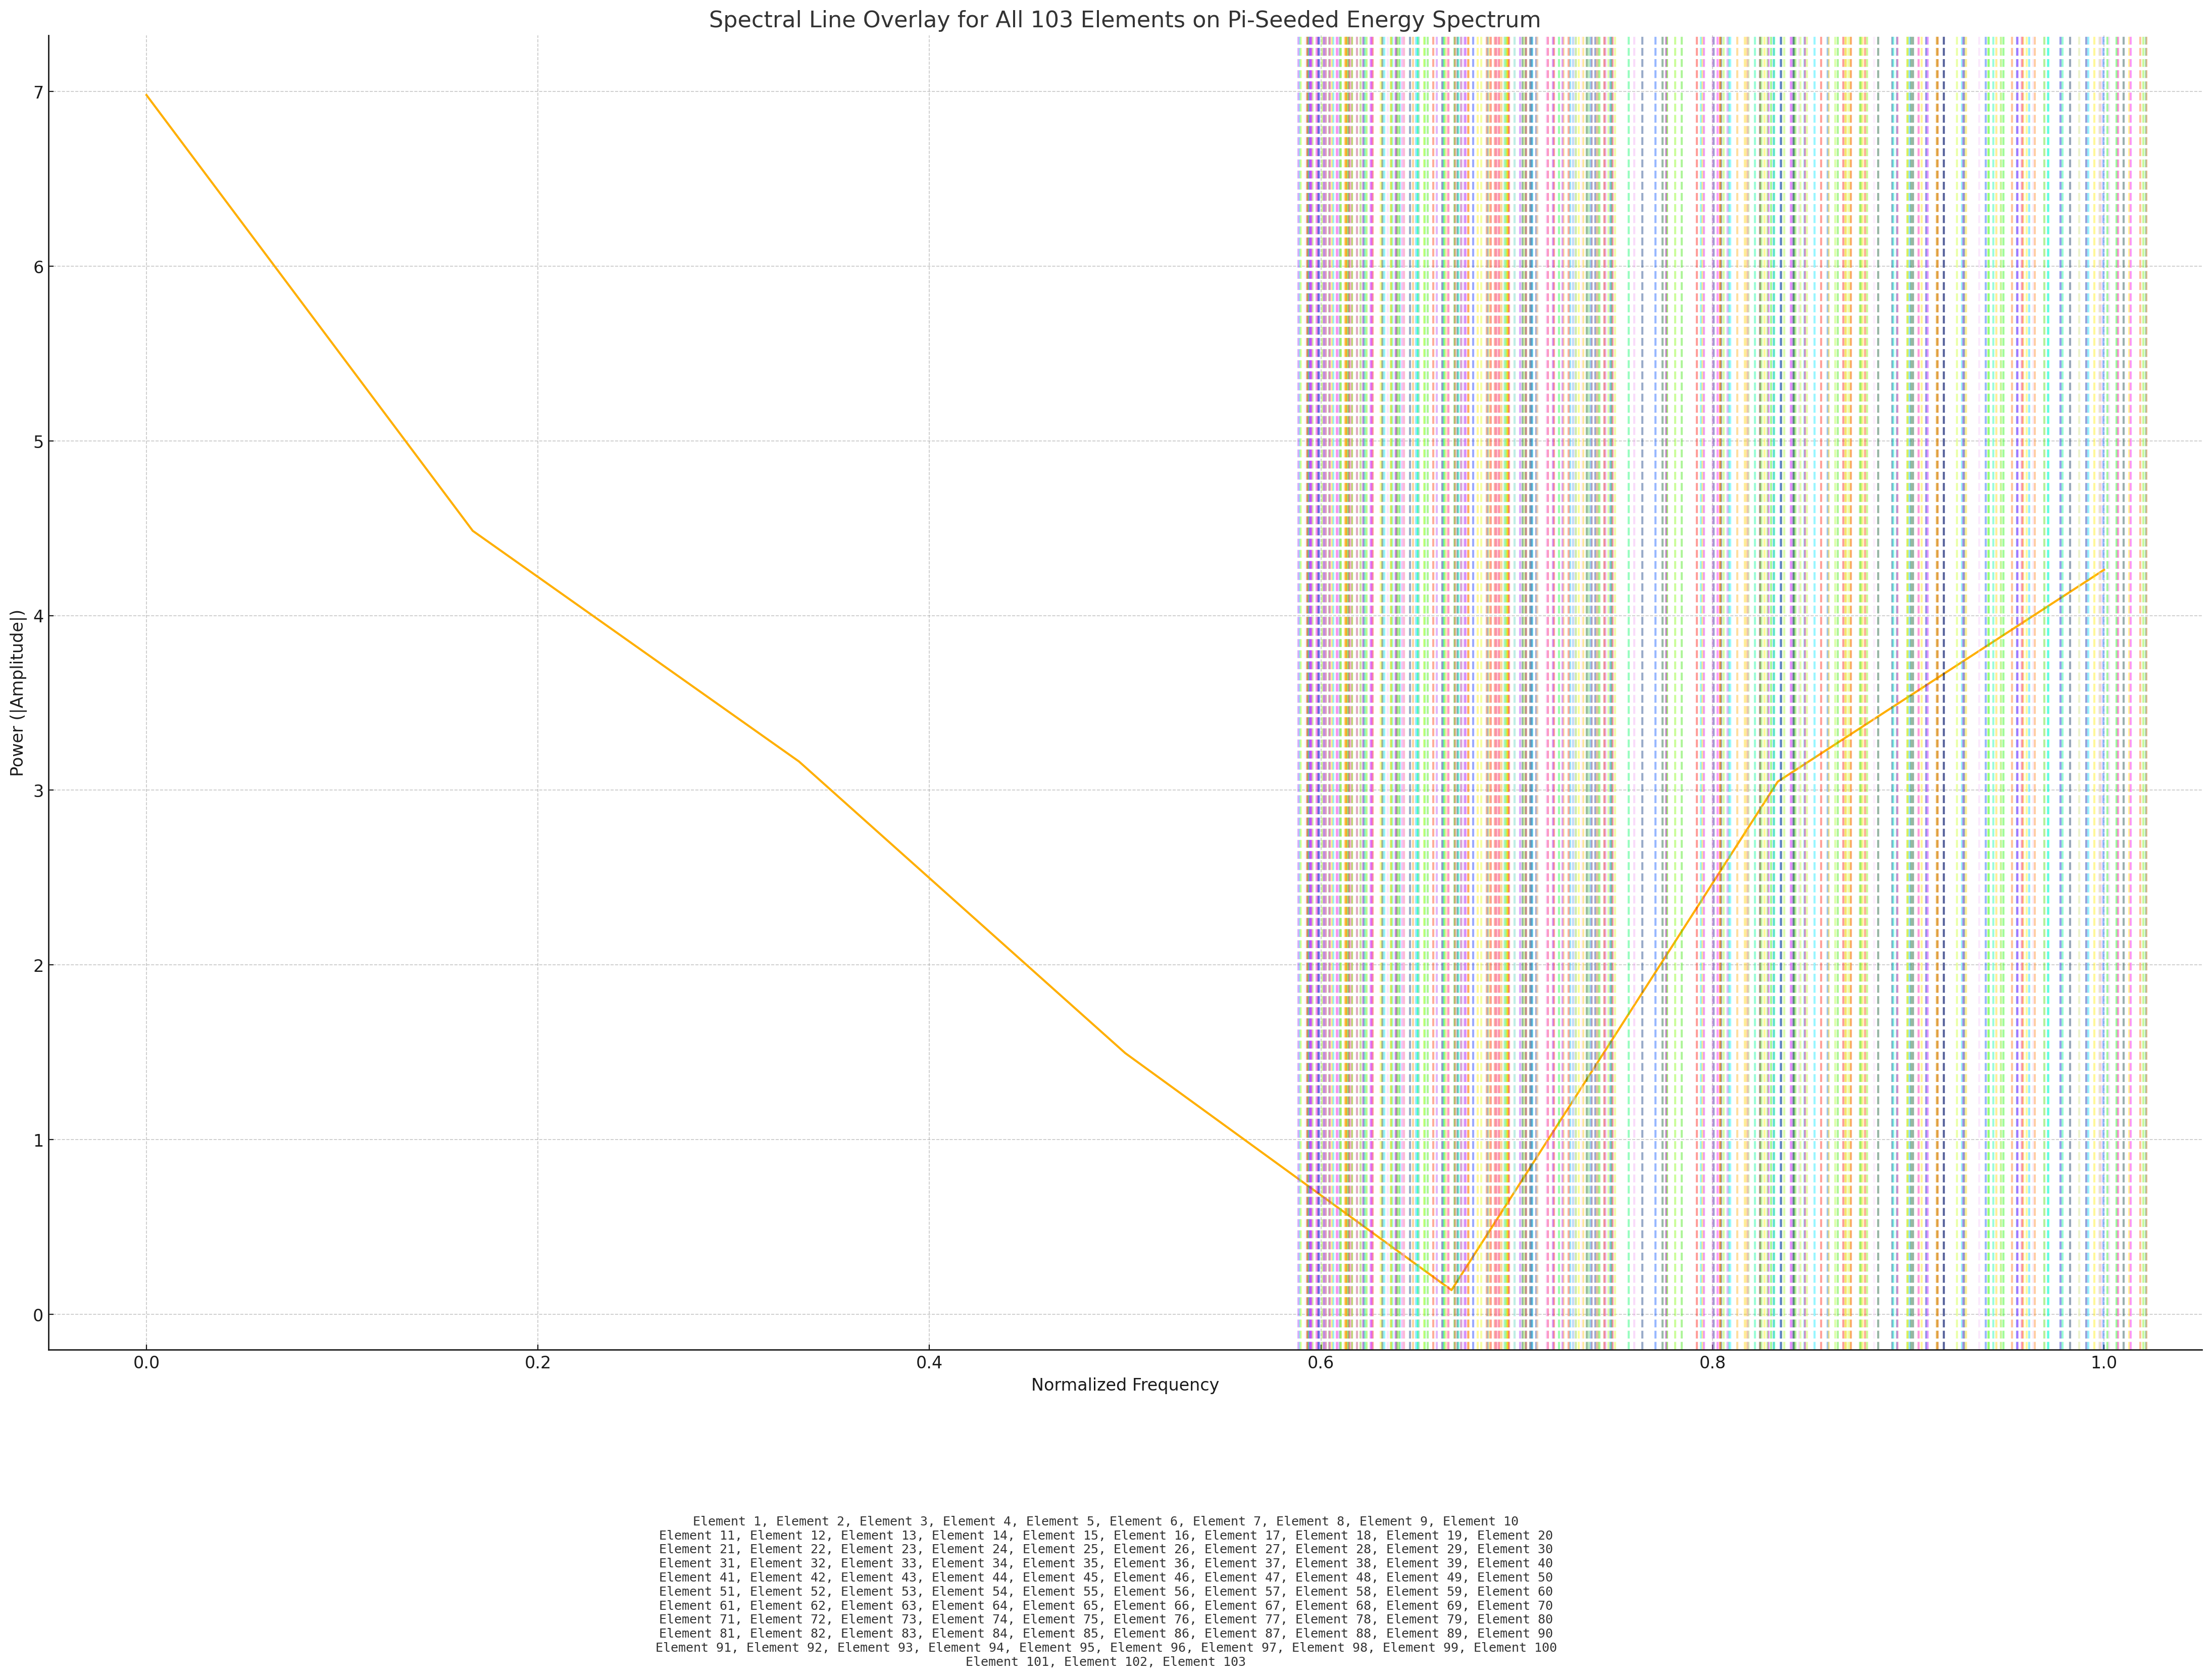 Spectral Line Overlay for All 103 Elements on Pi-Seeded Energy Spectrum
7
6
5
4
3
2
1
0
Power (|Amplitude|)
0.0 0.2 0.4 0.6 0.8 1.0
Normalized Frequency
Element 1, Element 2, Element 3, Element 4, Element 5, Element 6, Element 7, Element 8, Element 9, Element 10
Element 11, Element 12, Element 13, Element 14, Element 15, Element 16, Element 17, Element 18, Element 19, Element 20
Element 21, Element 22, Element 23, Element 24, Element 25, Element 26, Element 27, Element 28, Element 29, Element 30
Element 31, Element 32, Element 33, Element 34, Element 35, Element 36, Element 37, Element 38, Element 39, Element 40
Element 41, Element 42, Element 43, Element 44, Element 45, Element 46, Element 47, Element 48, Element 49, Element 50
Element 51, Element 52, Element 53, Element 54, Element 55, Element 56, Element 57, Element 58, Element 59, Element 60
Element 61, Element 62, Element 63, Element 64, Element 65, Element 66, Element 67, Element 68, Element 69, Element 70
Element 71, Element 72, Element 73, Element 74, Element 75, Element 76, Element 77, Element 78, Element 79, Element 80
Element 81, Element 82, Element 83, Element 84, Element 85, Element 86, Element 87, Element 88, Element 89, Element 90
Element 91, Element 92, Element 93, Element 94, Element 95, Element 96, Element 97, Element 98, Element 99, Element 100
Element 101, Element 102, Element 103